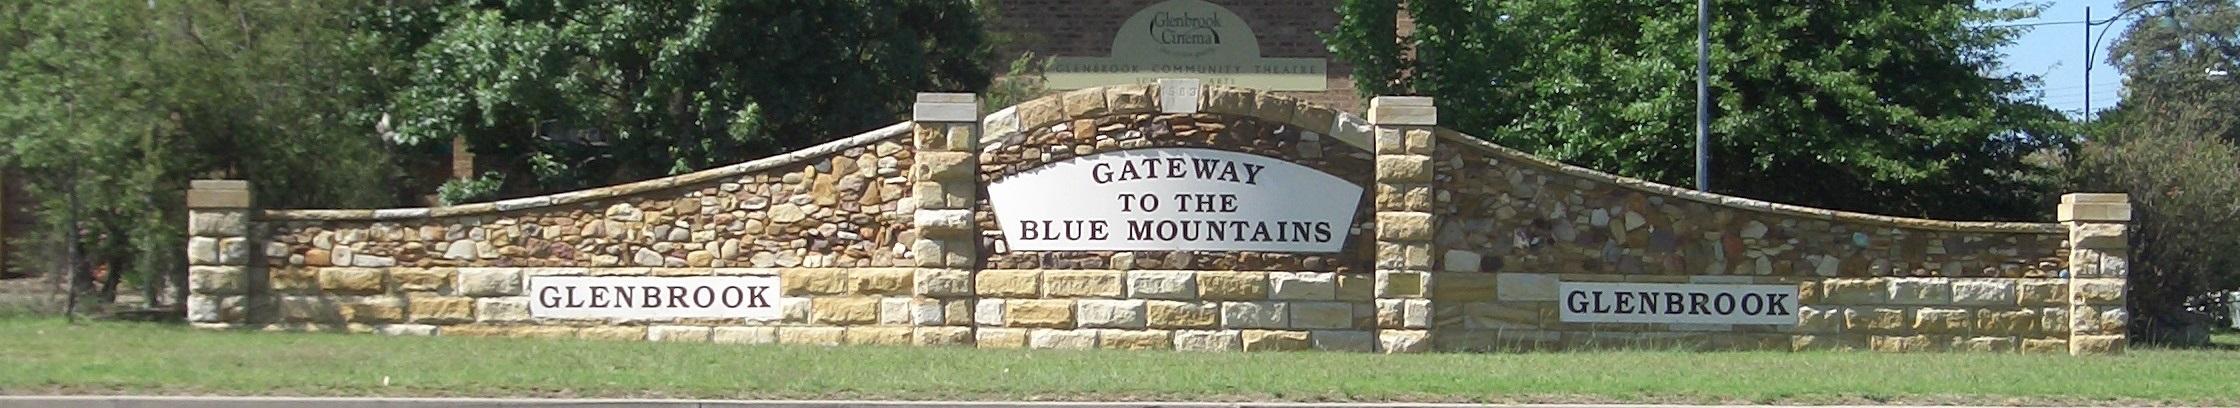 Glenbrook
Cinema
GLENBROOK COMMUNITY THEATRE
GATEWAY
TO THE
BLUE MOUNTAINS
GLENBROOK
GLENBROOK